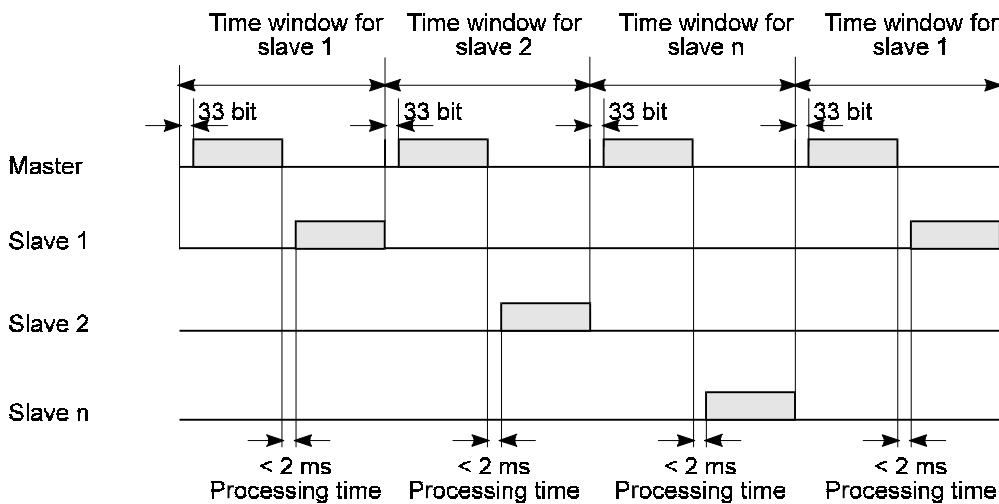 Time window for
slave 1
Time window for
slave 2
Time window for
slave n
Time window for
slave 1
33 bit
33 bit
33 bit
33 bit
Master
Slave 1
Slave 2
Slave n
< 2 ms
Processing time
< 2 ms
Processing time
< 2 ms
Processing time
< 2 ms
Processing time